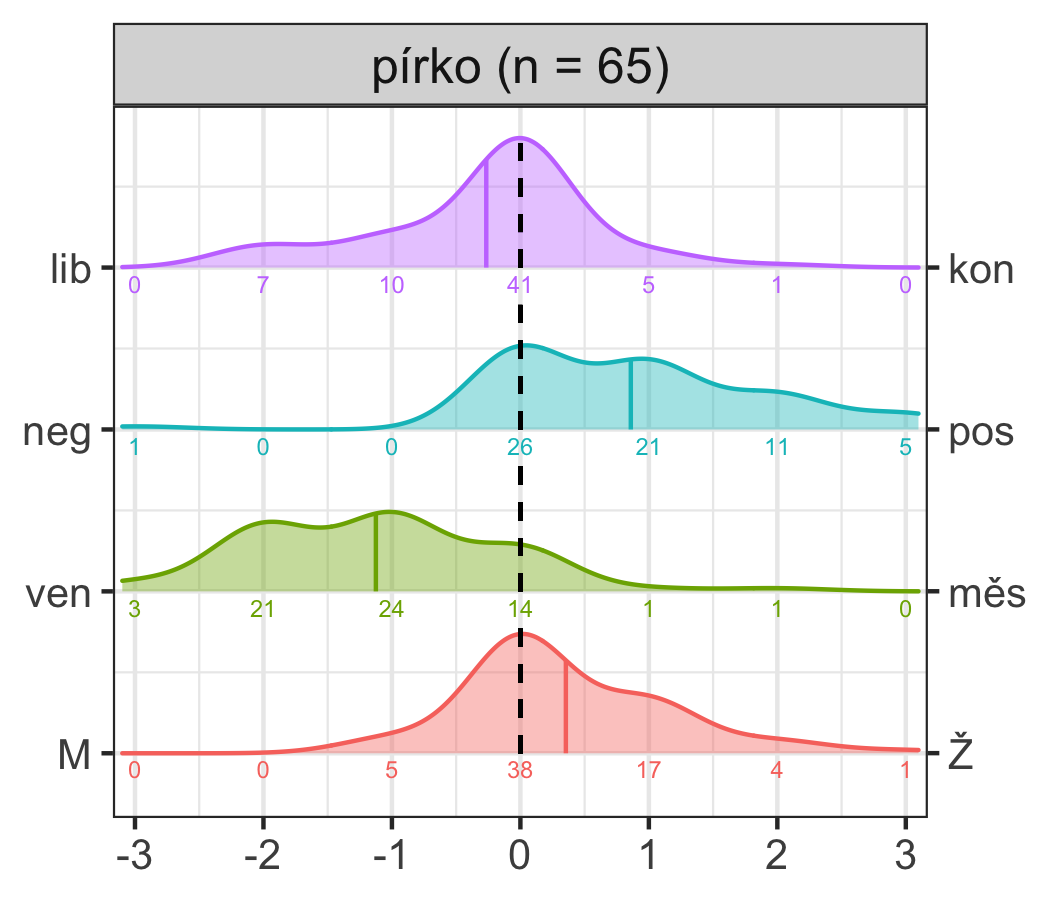 pírko (n = 65)
lib kon
0 7 10 41 5 1 0
neg pos
1 0 0 26 21 11 5
ven měs
3 21 24 14 1 1 0
M Ž
0 0 5 38 17 4 1
-3 -2 -1 0 1 2 3